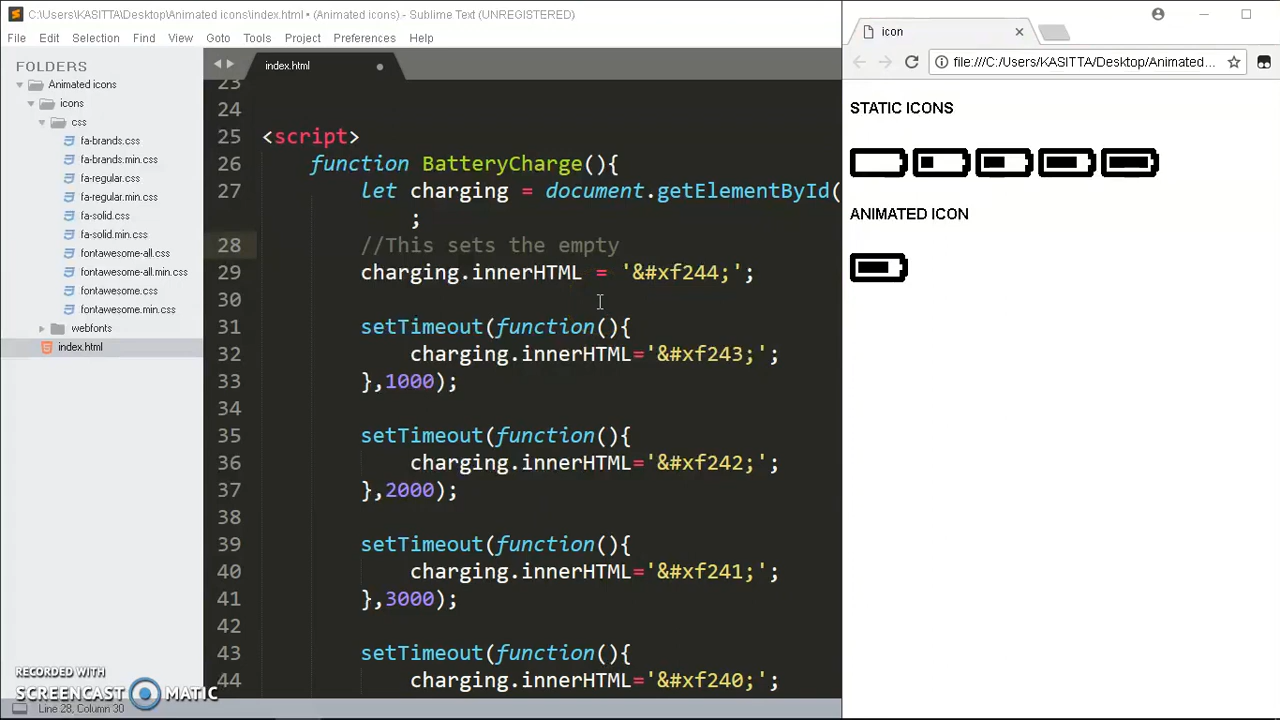 C:\Users\KASITTA\Desktop\Animated icons\index.html • (Animated icons) - Sublime Text (UNREGISTERED)
File Edit Selection Find View Goto Tools Project Preferences Help
FOLDERS
Animated icons
icons
css
fa-brands.css
fa-brands.min.css
fa-regular.css
fa-regular.min.css
fa-solid.css
fa-solid.min.css
fontawesome-all.css
fontawesome-all.min.css
fontawesome.css
fontawesome.min.css
webfonts
index.html
index.html
23
24
25 <script>
26 function BatteryCharge(){
27 let charging = document.getElementById(
;
28 //This sets the empty
29 charging.innerHTML = '&#xf244;';
30
31 setTimeout(function(){
32 charging.innerHTML='&#xf243;';
33 },1000);
34
35 setTimeout(function(){
36 charging.innerHTML='&#xf242;';
37 },2000);
38
39 setTimeout(function(){
40 charging.innerHTML='&#xf241;';
41 },3000);
42
43 setTimeout(function(){
44 charging.innerHTML='&#xf240;';
RECORDED WITH
SCREENCAST MATIC
Line 28, Column 30
icon
file:///C:/Users/KASITTA/Desktop/Animated...
STATIC ICONS
ANIMATED ICON